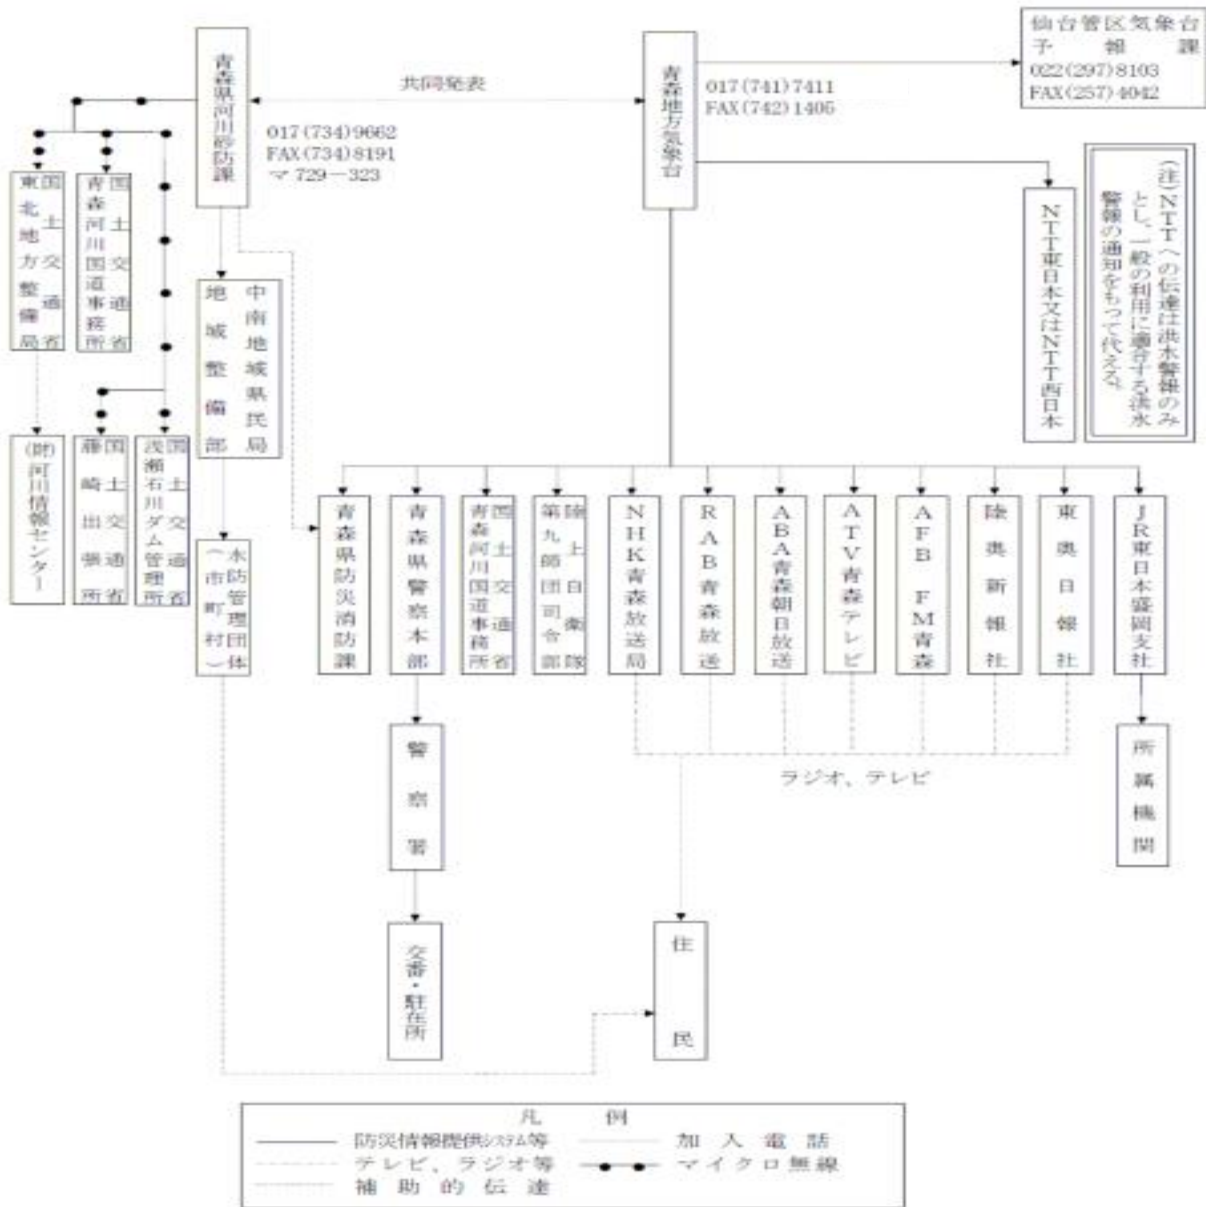 青森県河川砂防課
共同発表
017(734)9662
FAX(734)8191
マ 729-323
青森地方気象台
017(741)7411
FAX(742)1405
仙台管区気象台
予報課
022(297)8103
FAX(257)4042
(注)NTTへの伝達は洪水警報のみ
とし、一般の利用に適合する洪水
警報の通知をもって代える。
NTT東日本又はNTT西日本
国土交通省
東北地方整備局
国土交通省
青森河川国道事務所
中南地域県民局
地域整備部
(財)河川情報センター
国土交通省
藤崎出張所
国土交通省
浅瀬石川ダム管理所
水防管理団体
(市町村)
青森県防災消防課
青森県警察本部
国土交通省
青森河川国道事務所
陸上自衛隊
第九師団司令部
NHK青森放送局
RAB青森放送
ABA青森朝日放送
ATV青森テレビ
AFB FM青森
陸奥新報社
東奥日報社
JR東日本盛岡支社
警察署
ラジオ、テレビ
所属機関
交番・駐在所
住民
凡例
防災情報提供システム等
加入電話
テレビ、ラジオ等
マイクロ無線
補助的伝達